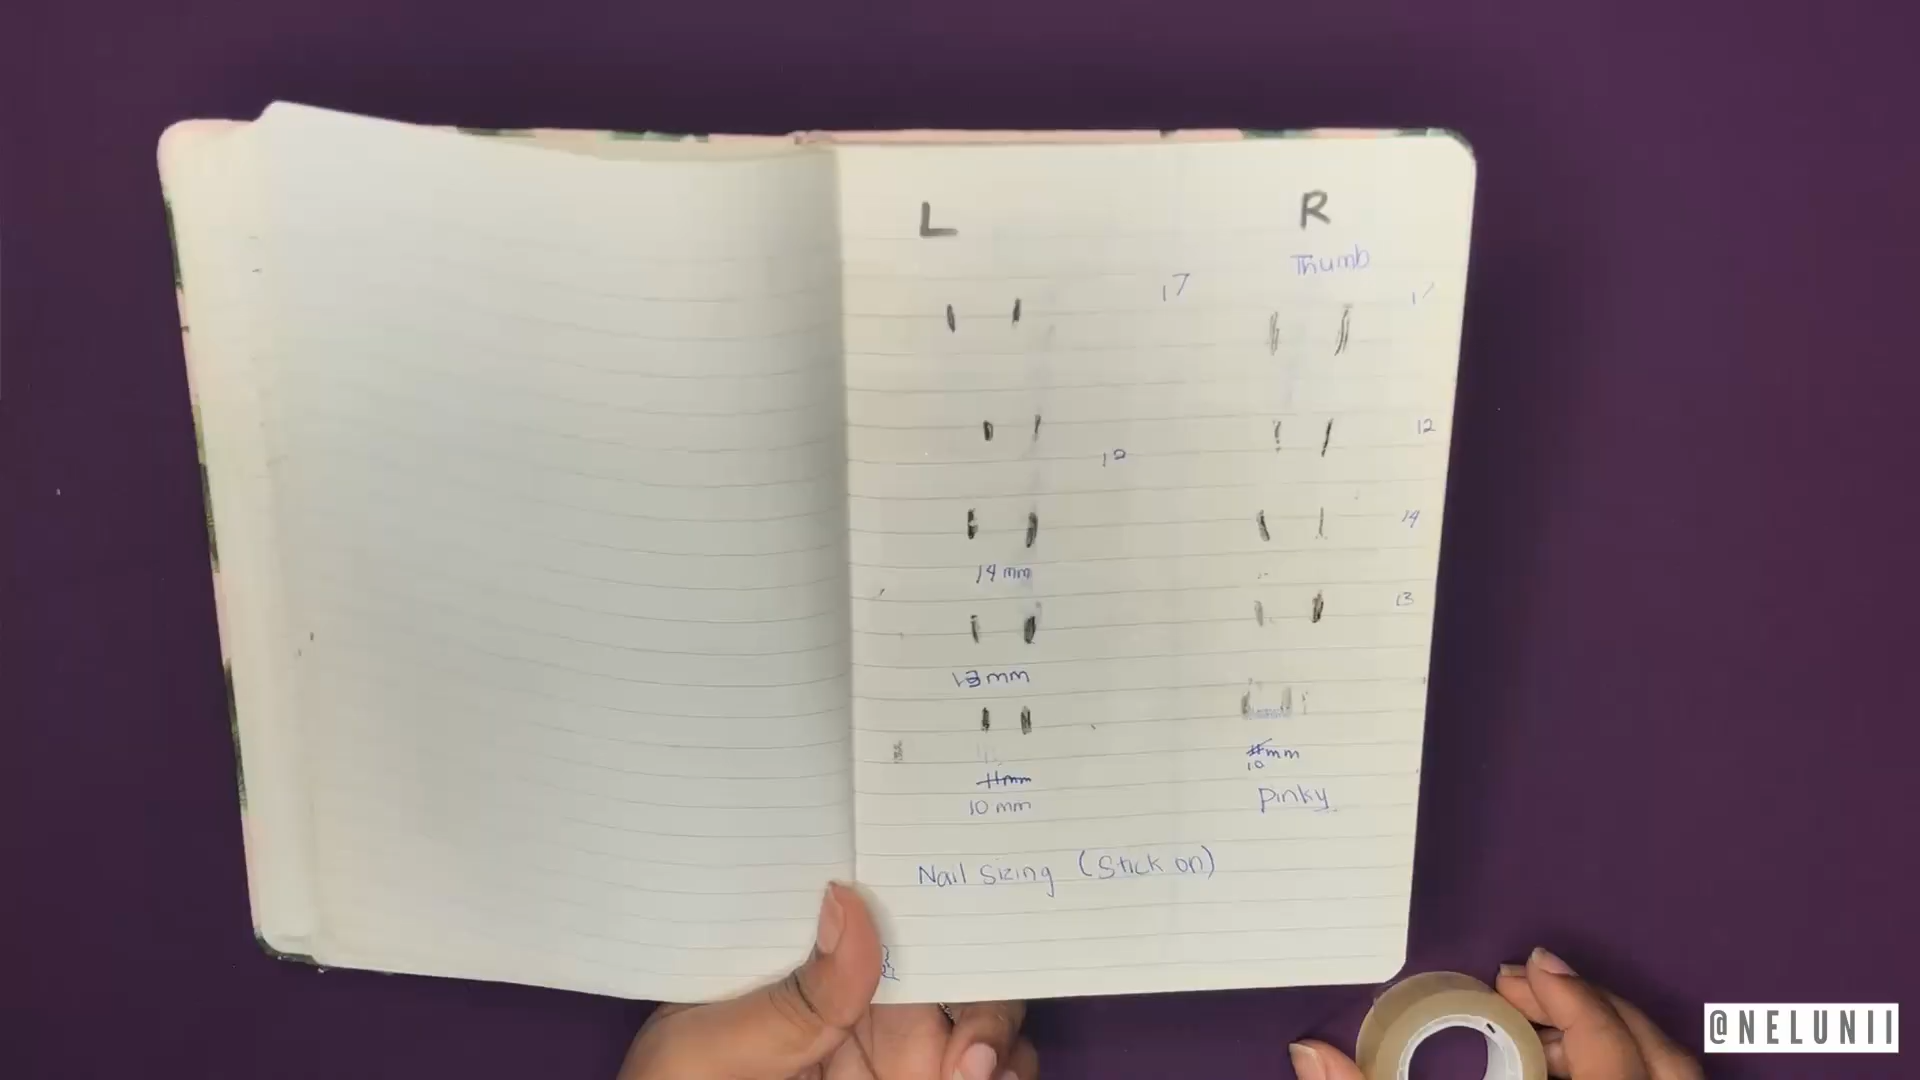 L R
Thumb
17 17
12
14
14 mm
13
13mm
11mm
10 mm
mm
10
Pinky
Nail Sizing (Stick on)
@NELUNII